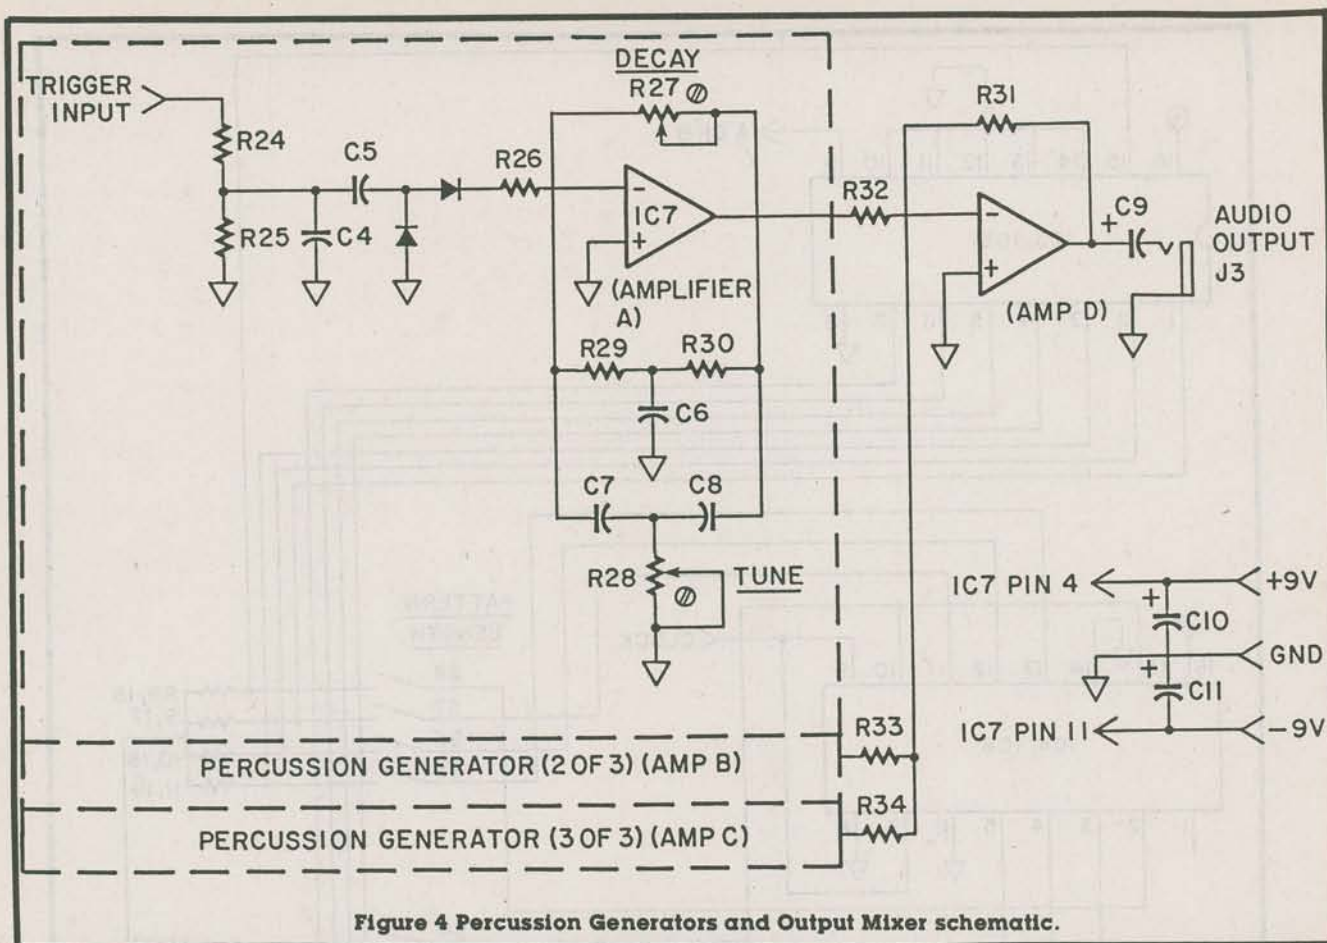 DECAY
R27
TRIGGER
INPUT
R31
R24
C5
R26
R32
IC7
C9
AUDIO
OUTPUT
J3
R25
C4
(AMPLIFIER
A)
(AMP D)
R29
R30
C6
C7
C8
R28
TUNE
IC7 PIN 4
+9V
C10
GND
C11
IC7 PIN 11
-9V
R33
PERCUSSION GENERATOR (2 OF 3) (AMP B)
R34
PERCUSSION GENERATOR (3 OF 3) (AMP C)
Figure 4 Percussion Generators and Output Mixer schematic.